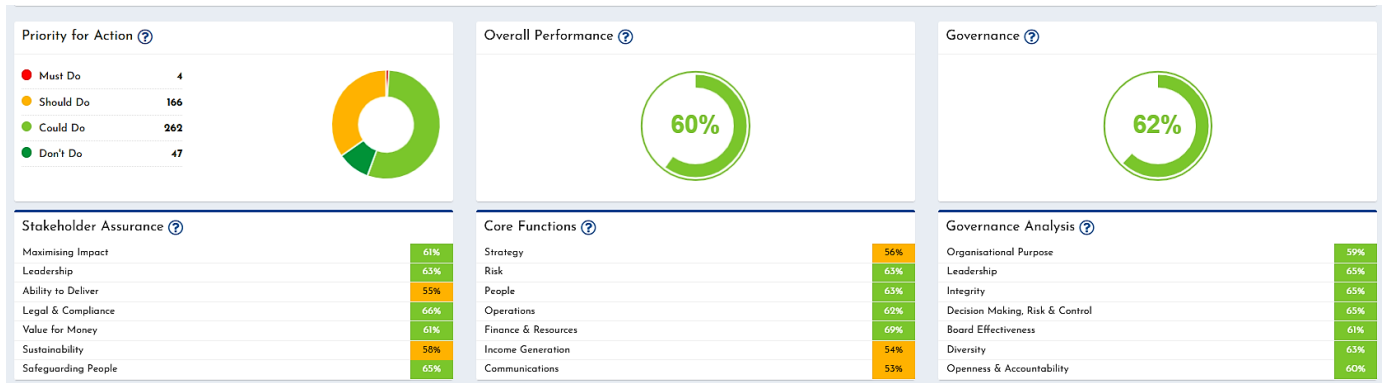 Priority for Action ?
Must Do 4
Should Do 166
Could Do 262
Don't Do 47
Overall Performance ?
60%
Governance ?
62%
Stakeholder Assurance ?
Maximising Impact 61%
Leadership 63%
Ability to Deliver 55%
Legal & Compliance 66%
Value for Money 61%
Sustainability 58%
Safeguarding People 65%
Core Functions ?
Strategy 56%
Risk 63%
People 63%
Operations 62%
Finance & Resources 69%
Income Generation 54%
Communications 53%
Governance Analysis ?
Organisational Purpose 59%
Leadership 65%
Integrity 65%
Decision Making, Risk & Control 65%
Board Effectiveness 61%
Diversity 63%
Openness & Accountability 60%